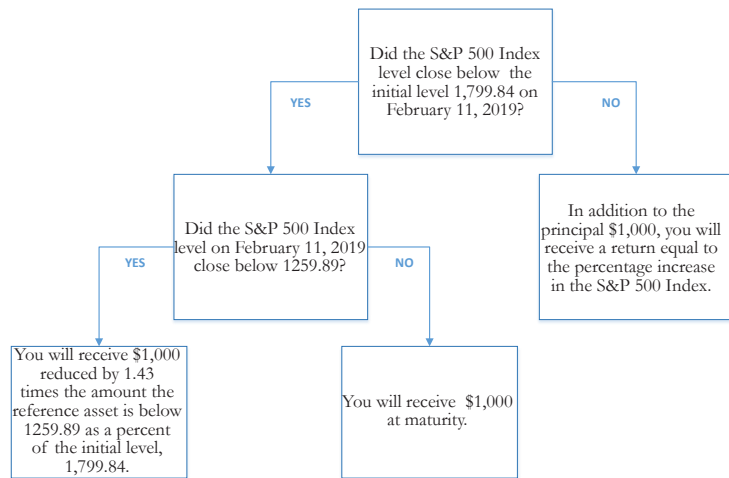 Did the S&P 500 Index
level close below the
initial level 1,799.84 on
February 11, 2019?
YES
NO
Did the S&P 500 Index
level on February 11, 2019
close below 1259.89?
In addition to the
principal $1,000, you will
receive a return equal to
the percentage increase
in the S&P 500 Index.
YES
NO
You will receive $1,000
reduced by 1.43
times the amount the
reference asset is below
1259.89 as a percent
of the initial level,
1,799.84.
You will receive $1,000
at maturity.